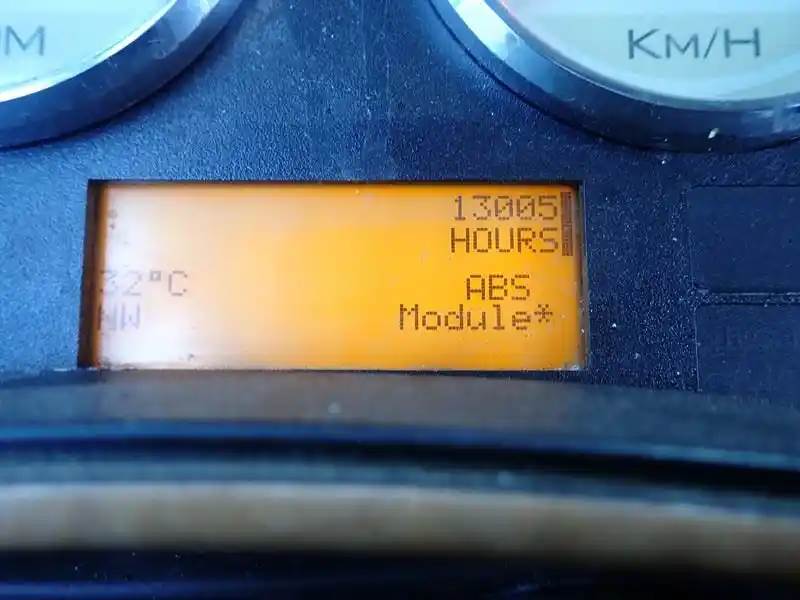 KM/H
13005
HOURS
32°C
ABS
NW
Module*